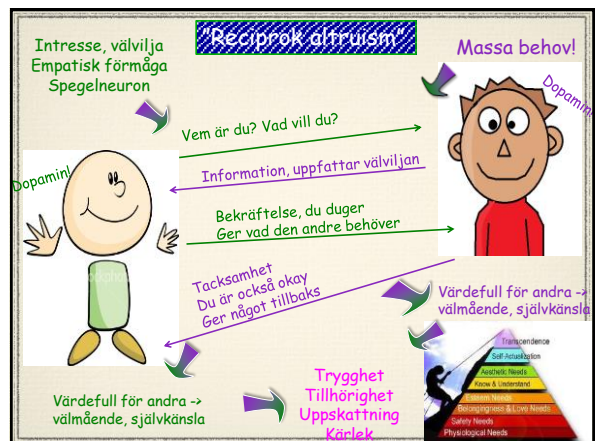 "Reciprok altruism"
Intresse, välvilja
Empatisk förmåga
Spegelneuron
Massa behov!
Dopamin!
Vem är du? Vad vill du?
Information, uppfattar välviljan
Dopamin!
Bekräftelse, du duger
Ger vad den andre behöver
Tacksamhet
Du är också okay
Ger något tillbaks
Värdefull för andra ->
välmående, självkänsla
Transcendence
Self-Actualization
Aesthetic Needs
Know & Understand
Esteem Needs
Belongingness & Love Needs
Safety Needs
Physiological Needs
Trygghet
Tillhörighet
Uppskattning
Kärlek
Värdefull för andra ->
välmående, självkänsla